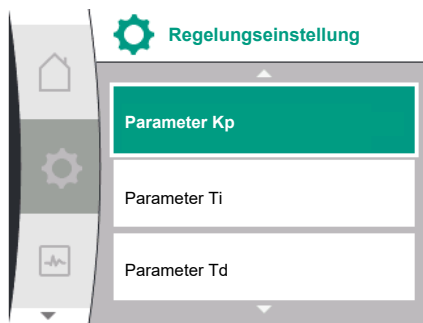 Regelungseinstellung
Parameter Kp
Parameter Ti
Parameter Td